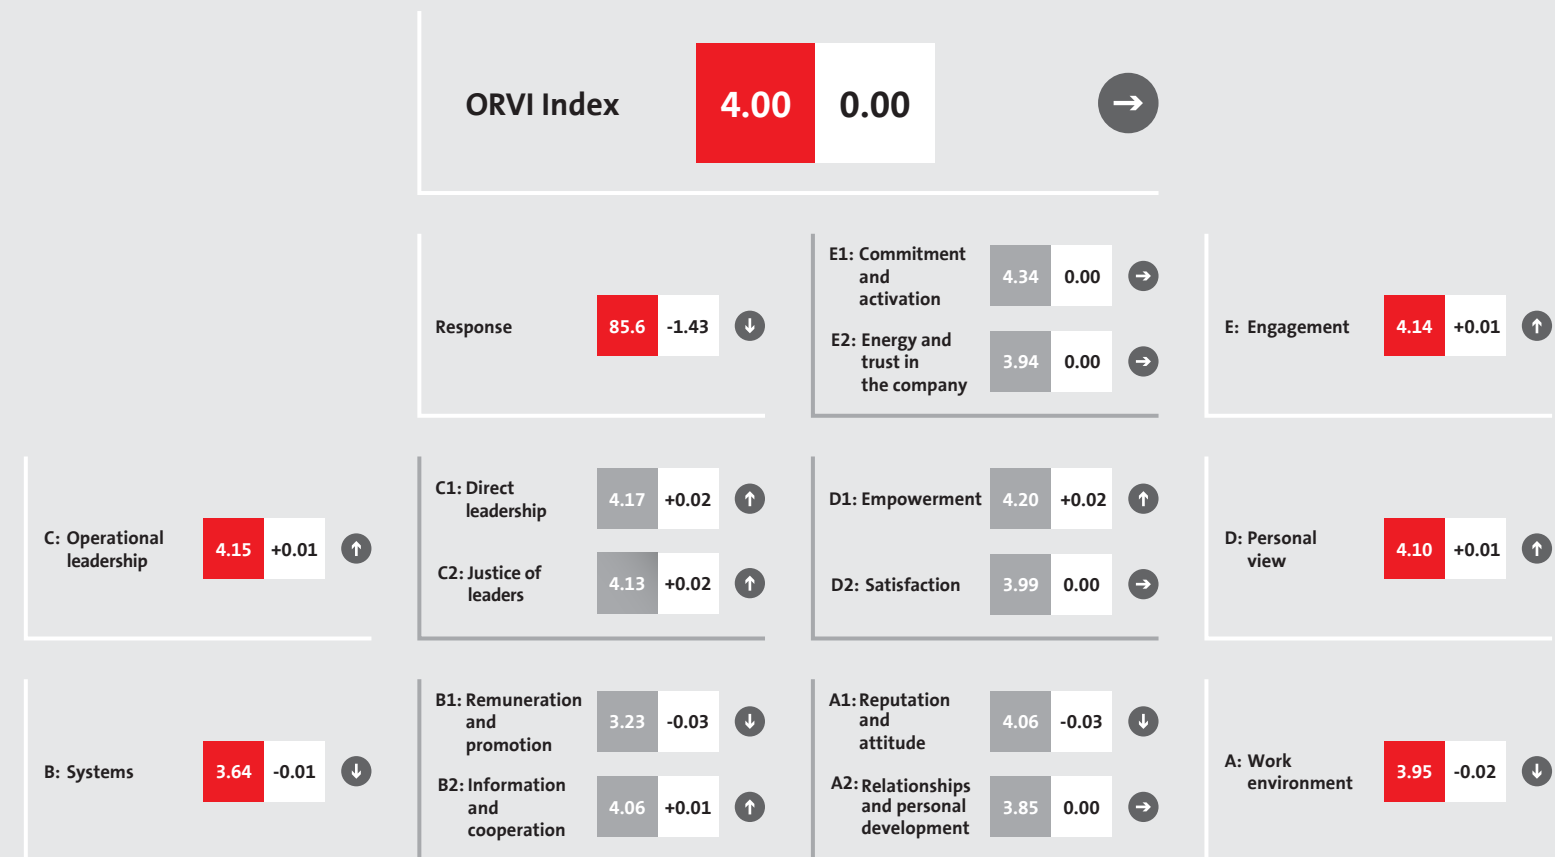 ORVI Index
4.00
0.00
Response
85.6
-1.43
E1: Commitment
and
activation
4.34
0.00
E2: Energy and
trust in
the company
3.94
0.00
E: Engagement
4.14
+0.01
C: Operational
leadership
4.15
+0.01
C1: Direct
leadership
4.17
+0.02
C2: Justice of
leaders
4.13
+0.02
D1: Empowerment
4.20
+0.02
D2: Satisfaction
3.99
0.00
D: Personal
view
4.10
+0.01
B: Systems
3.64
-0.01
B1: Remuneration
and
promotion
3.23
-0.03
B2: Information
and
cooperation
4.06
+0.01
A1: Reputation
and
attitude
4.06
-0.03
A2: Relationships
and personal
development
3.85
0.00
A: Work
environment
3.95
-0.02